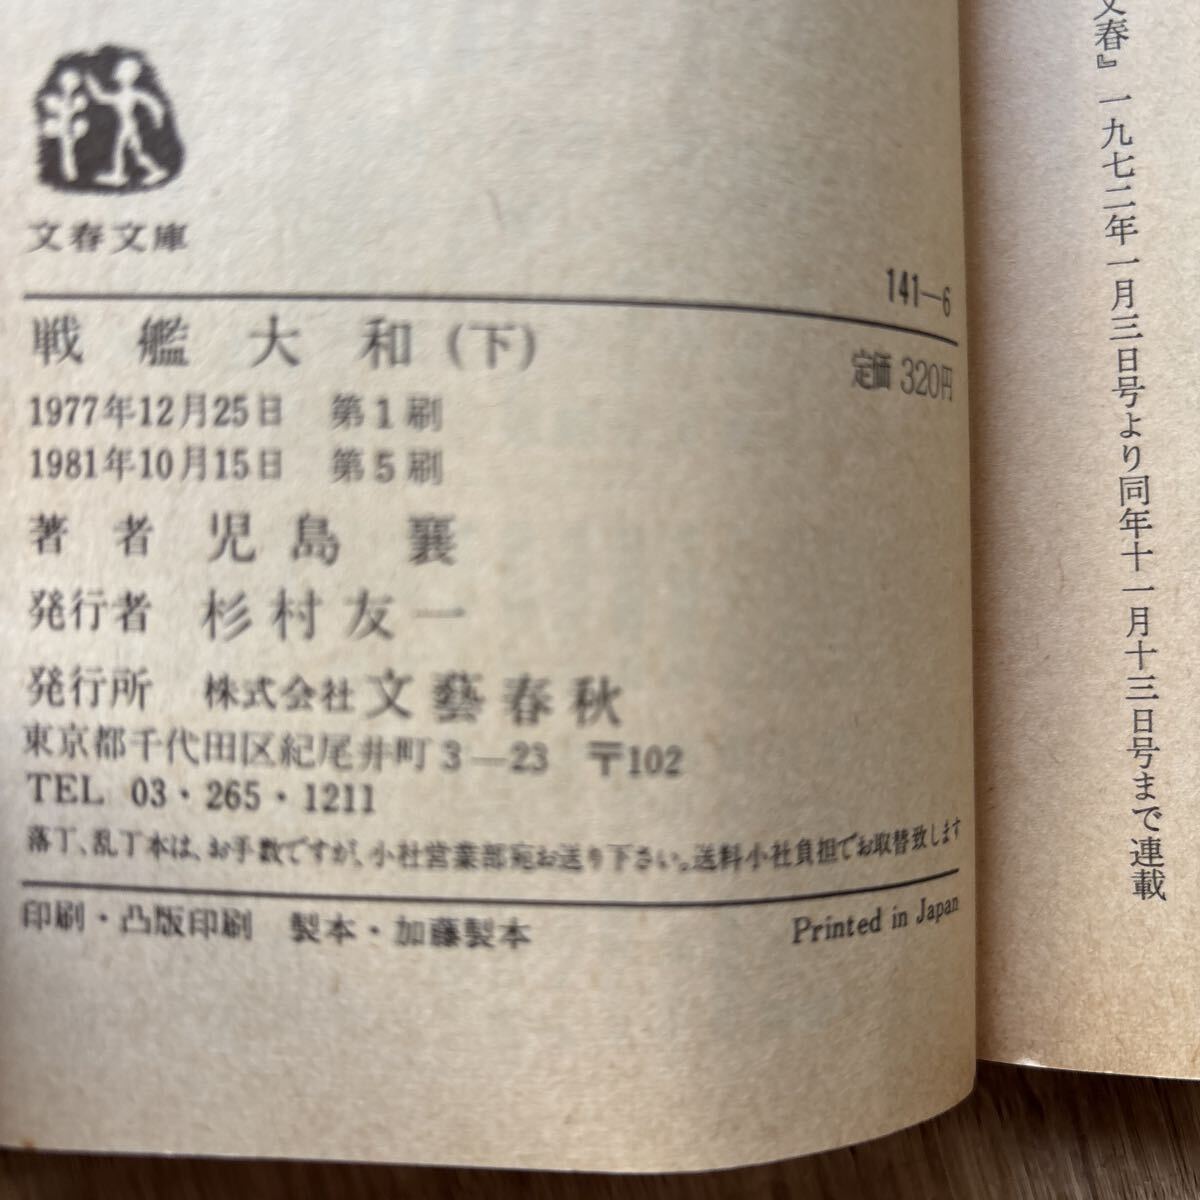 文春』一九七二年一月三日号より同年十一月十三日号まで連載
文春文庫
141—6
戦艦大和(下)
定価 320円
1977年12月25日 第1刷
1981年10月15日 第5刷
著者 児島 襄
発行者 杉村友一
発行所 株式会社 文藝春秋
東京都千代田区紀尾井町3—23 〒102
TEL 03・265・1211
落丁、乱丁本は、お手数ですが、小社営業部宛お送り下さい。送料小社負担でお取替致します
印刷・凸版印刷 製本・加藤製本
Printed in Japan